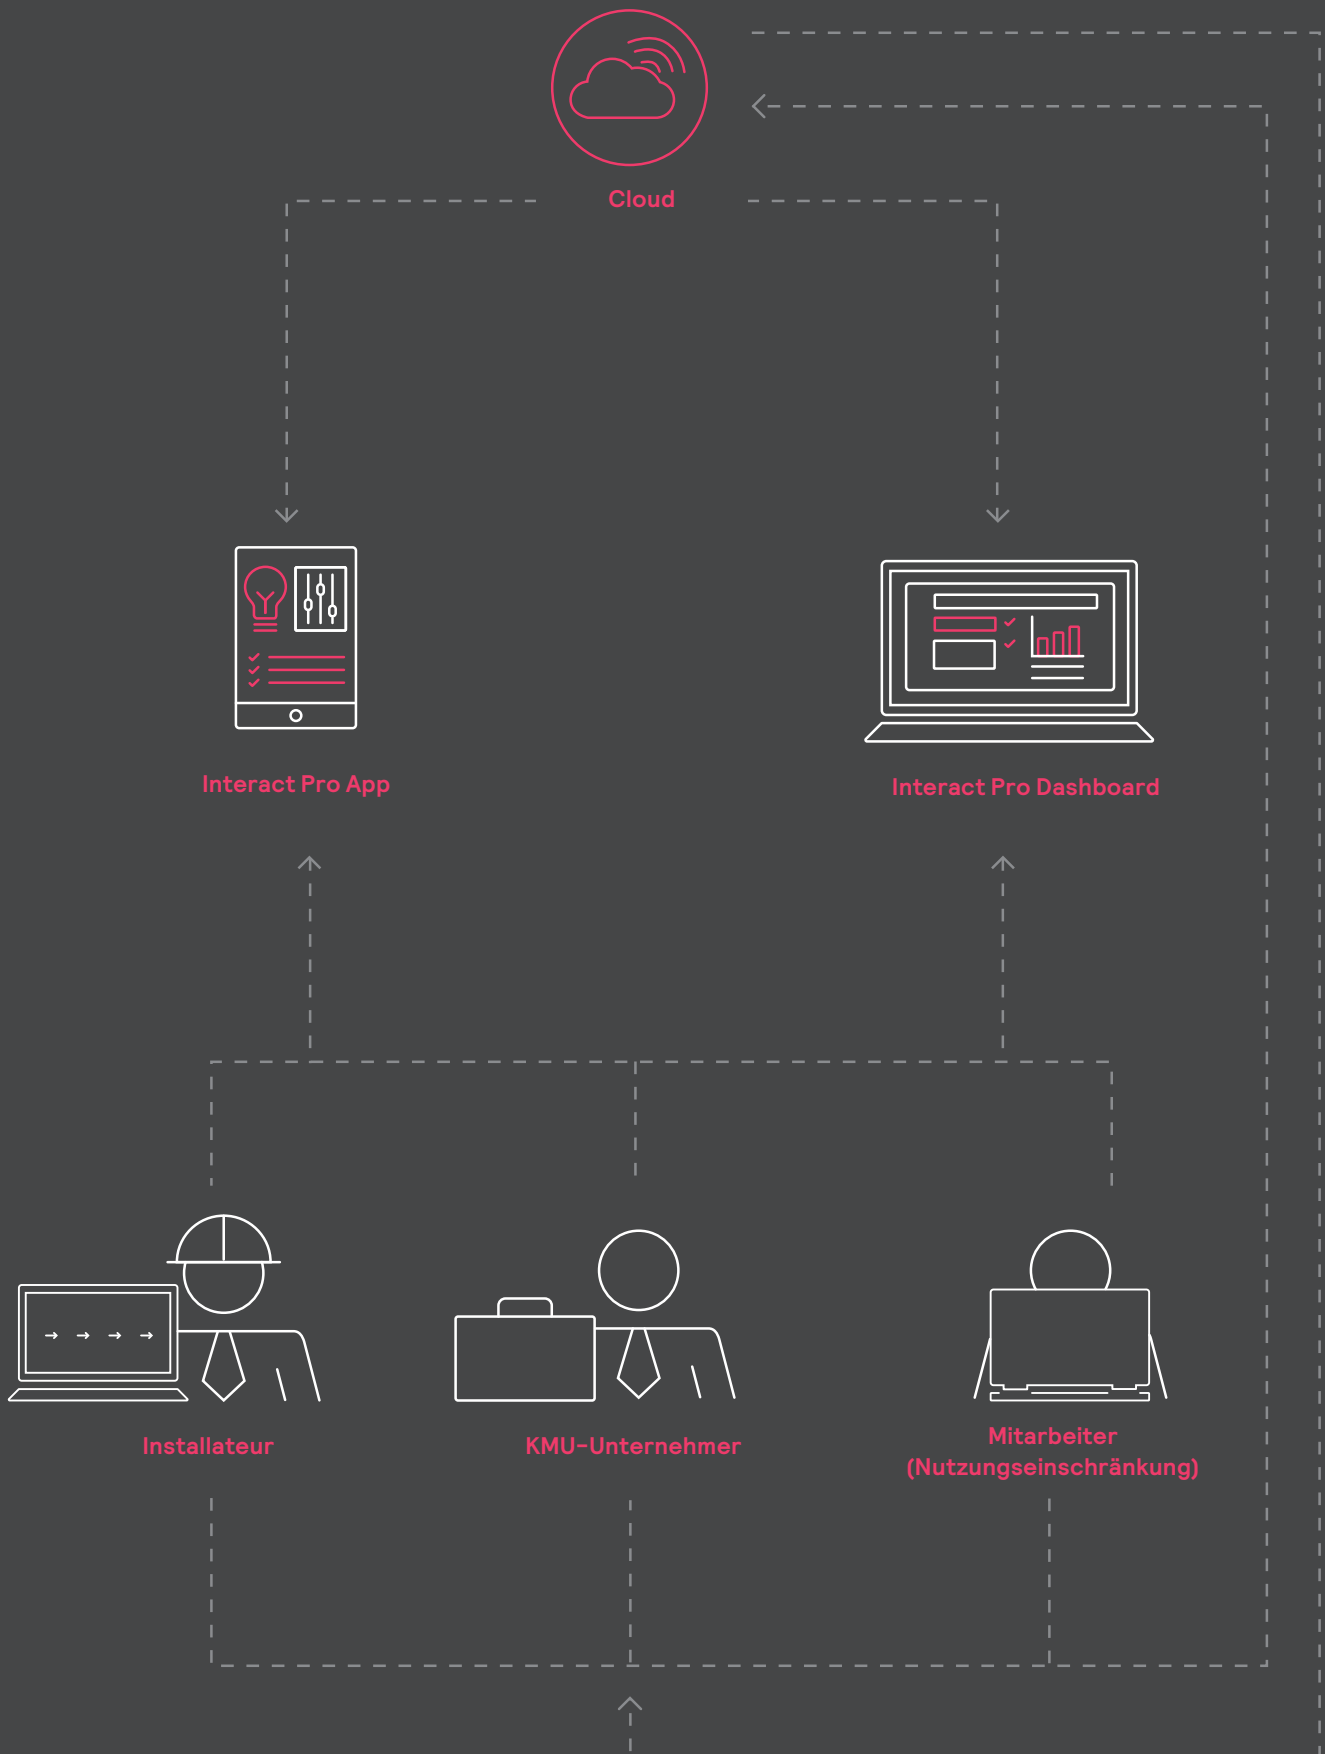 Cloud
Interact Pro App
Interact Pro Dashboard
Installateur
KMU-Unternehmer
Mitarbeiter
(Nutzungseinschränkung)